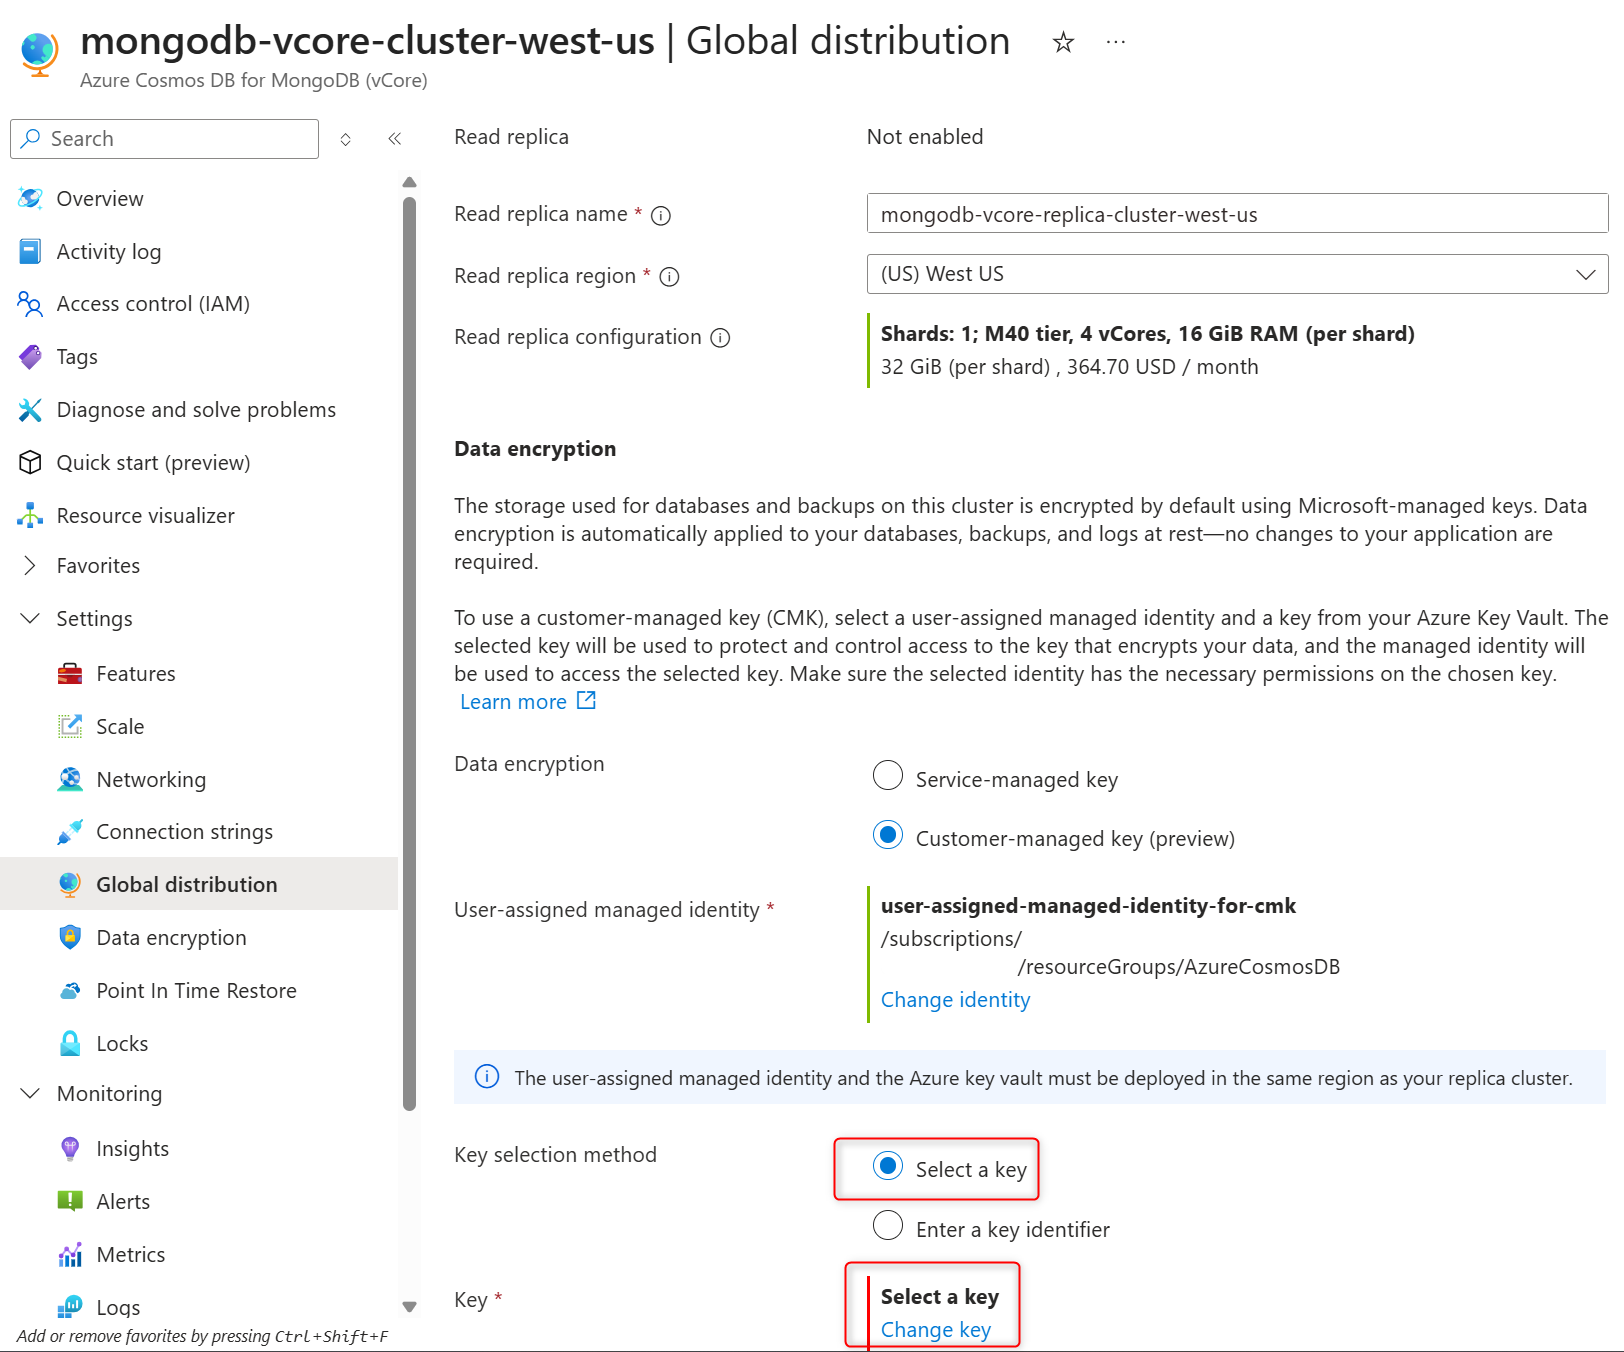 mongodb-vcore-cluster-west-us | Global distribution
Azure Cosmos DB for MongoDB (vCore)
Search
Overview
Activity log
Access control (IAM)
Tags
Diagnose and solve problems
Quick start (preview)
Resource visualizer
Favorites
Settings
Features
Scale
Networking
Connection strings
Global distribution
Data encryption
Point In Time Restore
Locks
Monitoring
Insights
Alerts
Metrics
Logs
Add or remove favorites by pressing Ctrl+Shift+F
Read replica
Not enabled
Read replica name *
mongodb-vcore-replica-cluster-west-us
Read replica region *
(US) West US
Read replica configuration
Shards: 1; M40 tier, 4 vCores, 16 GiB RAM (per shard)
32 GiB (per shard) , 364.70 USD / month
Data encryption
The storage used for databases and backups on this cluster is encrypted by default using Microsoft-managed keys. Data
encryption is automatically applied to your databases, backups, and logs at rest—no changes to your application are
required.
To use a customer-managed key (CMK), select a user-assigned managed identity and a key from your Azure Key Vault. The
selected key will be used to protect and control access to the key that encrypts your data, and the managed identity will
be used to access the selected key. Make sure the selected identity has the necessary permissions on the chosen key.
Learn more
Data encryption
Service-managed key
Customer-managed key (preview)
User-assigned managed identity *
user-assigned-managed-identity-for-cmk
/subscriptions/
/resourceGroups/AzureCosmosDB
Change identity
The user-assigned managed identity and the Azure key vault must be deployed in the same region as your replica cluster.
Key selection method
Select a key
Enter a key identifier
Key *
Select a key
Change key